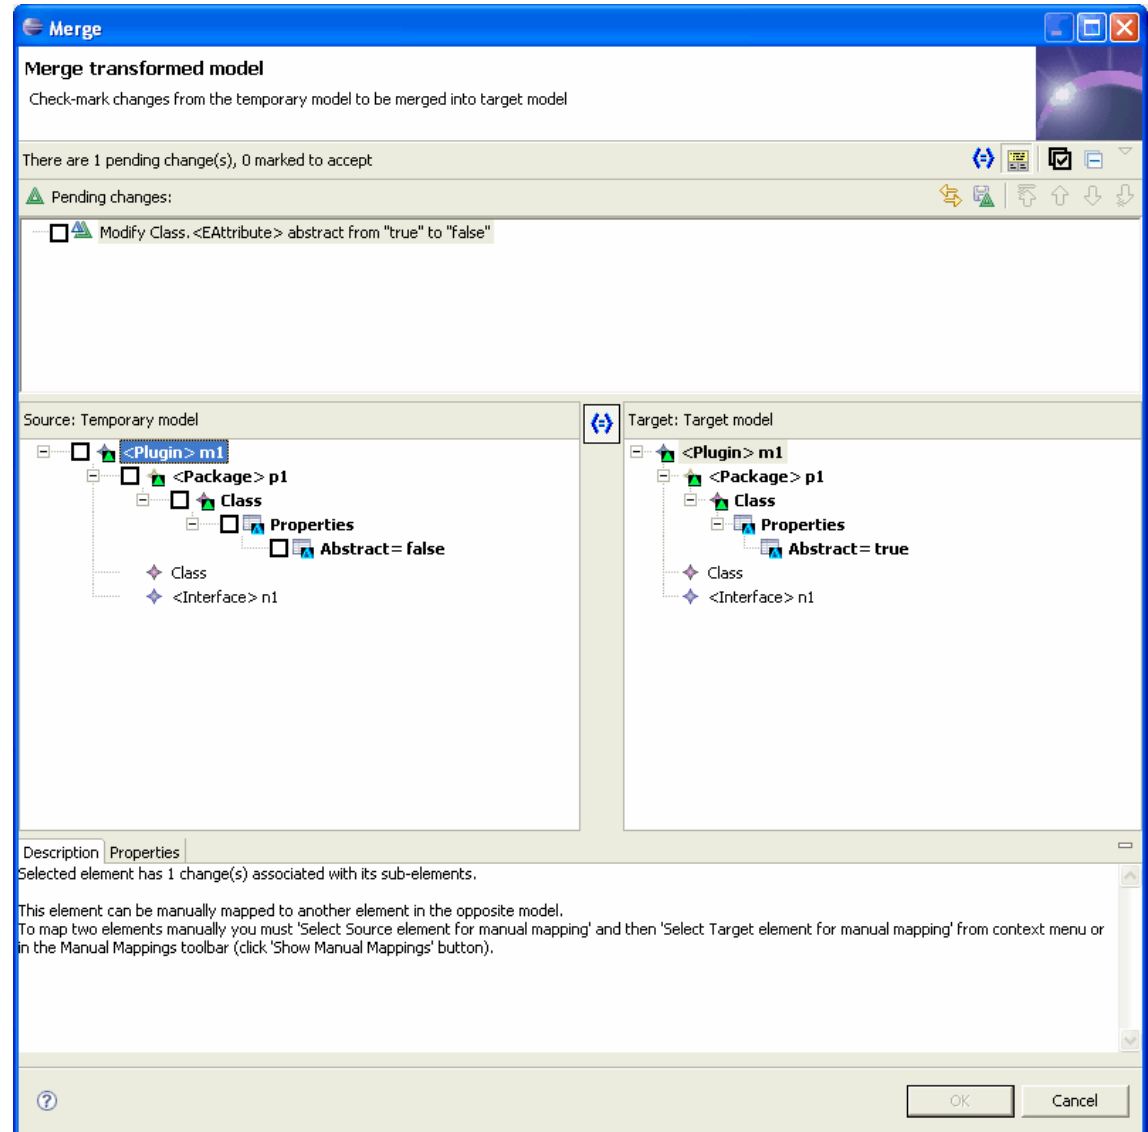 Merge
Merge transformed model
Check-mark changes from the temporary model to be merged into target model
There are 1 pending change(s), 0 marked to accept
Pending changes:
Modify Class.<EAttribute> abstract from "true" to "false"
Source: Temporary model
<Plugin> m1
<Package> p1
Class
Properties
Abstract=false
Class
<Interface> n1
Target: Target model
<Plugin> m1
<Package> p1
Class
Properties
Abstract=true
Class
<Interface> n1
Description Properties
Selected element has 1 change(s) associated with its sub-elements.
This element can be manually mapped to another element in the opposite model.
To map two elements manually you must 'Select Source element for manual mapping' and then 'Select Target element for manual mapping' from context menu or
in the Manual Mappings toolbar (click 'Show Manual Mappings' button).
OK Cancel